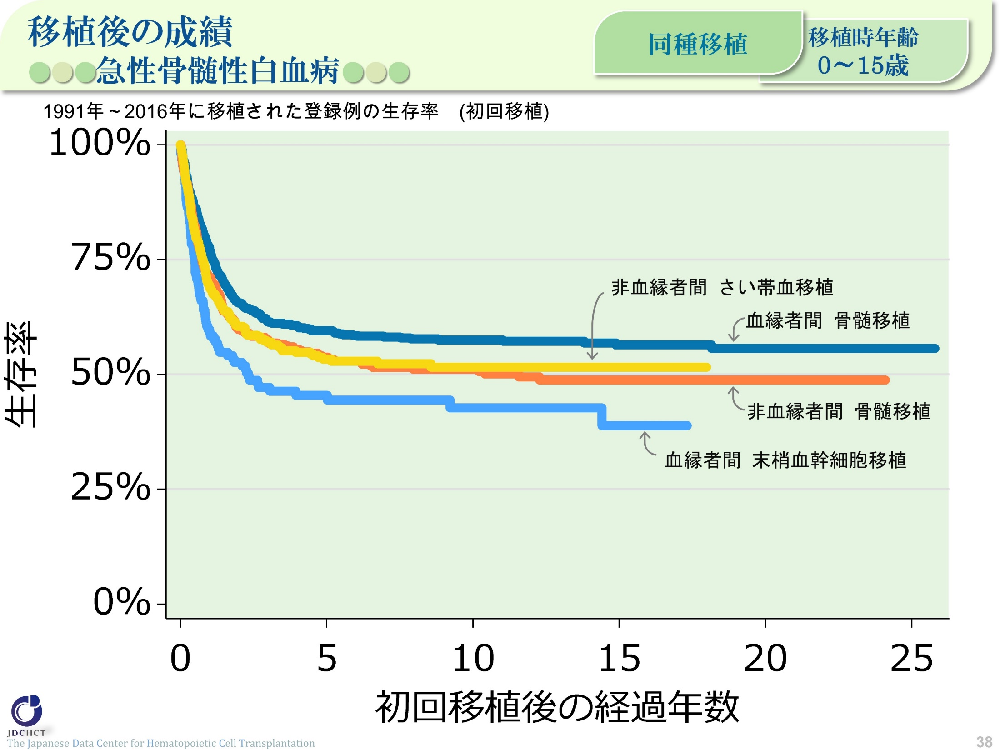 移植後の成績
急性骨髄性白血病
同種移植
移植時年齢
0～15歳
1991年～2016年に移植された登録例の生存率　(初回移植)
100%
75%
50%
25%
0%
生存率
非血縁者間　さい帯血移植
血縁者間　骨髄移植
非血縁者間　骨髄移植
血縁者間　末梢血幹細胞移植
0 5 10 15 20 25
初回移植後の経過年数
JDCHCT
The Japanese Data Center for Hematopoietic Cell Transplantation
38